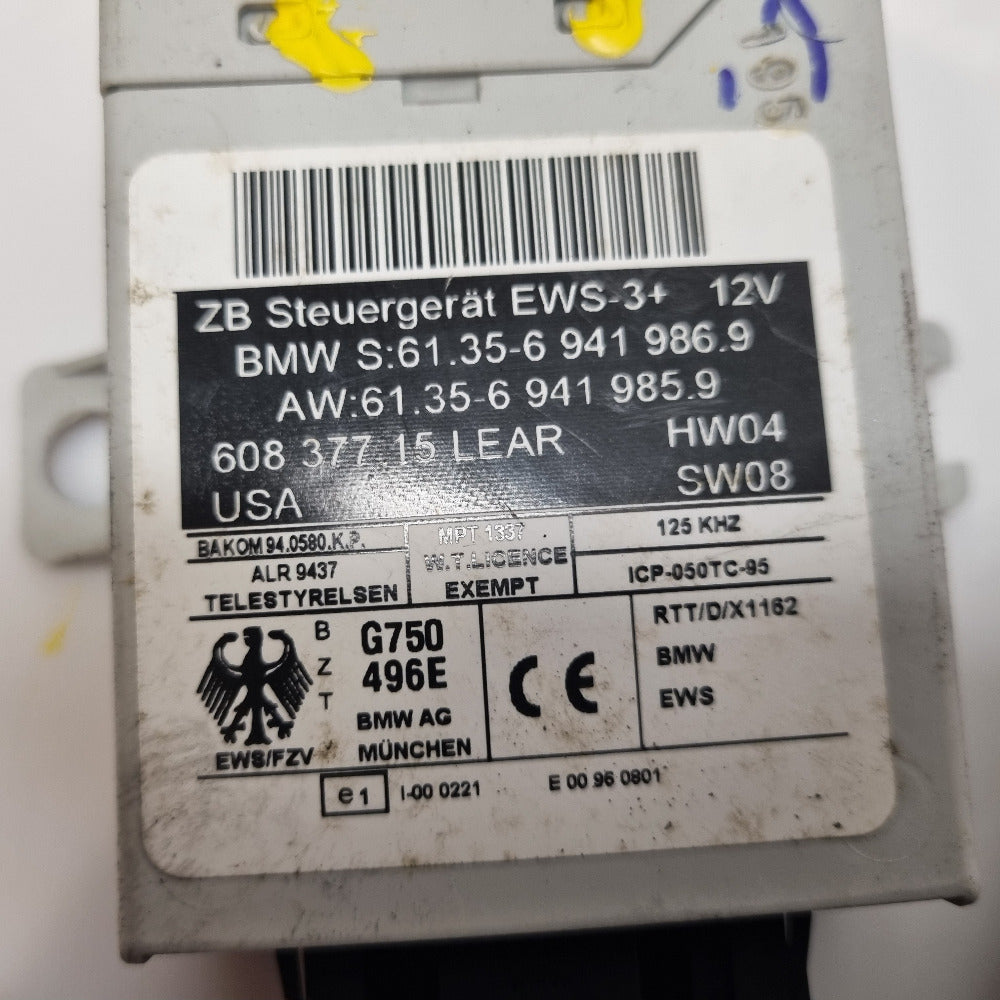 ZB Steuergerät EWS-3+ 12V
BMW S:61.35-6 941 986.9
AW:61.35-6 941 985.9
608 377 15 LEAR HW04
USA SW08
BAKOM 94.0580.K.P.
ALR 9437
TELESTYRELSEN
MPT 1337
W.T.LICENCE
EXEMPT
125 KHZ
ICP-050TC-95
B
Z
T
G750
496E
BMW AG
MÜNCHEN
EWS/FZV
CE
RTT/D/X1162
BMW
EWS
e1 I-00 0221 E 00 96 0801